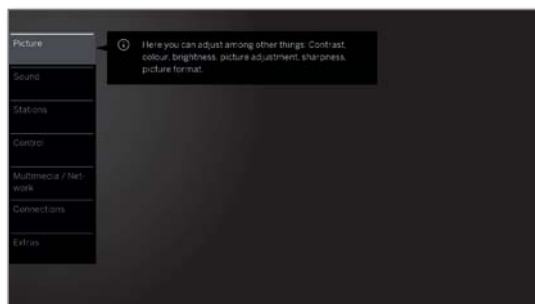 Picture
Here you can adjust among other things: Contrast,
colour, brightness, picture adjustment, sharpness,
picture format.
Sound
Stations
Control
Multimedia / Net-
work
Connections
Extras